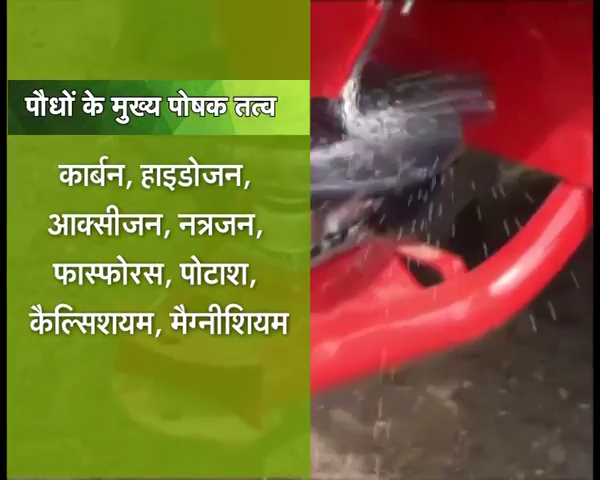 पौधों के मुख्य पोषक तत्व
कार्बन, हाइडोजन,
आक्सीजन, नत्रजन,
फास्फोरस, पोटाश,
कैल्सिशयम, मैग्नीशियम